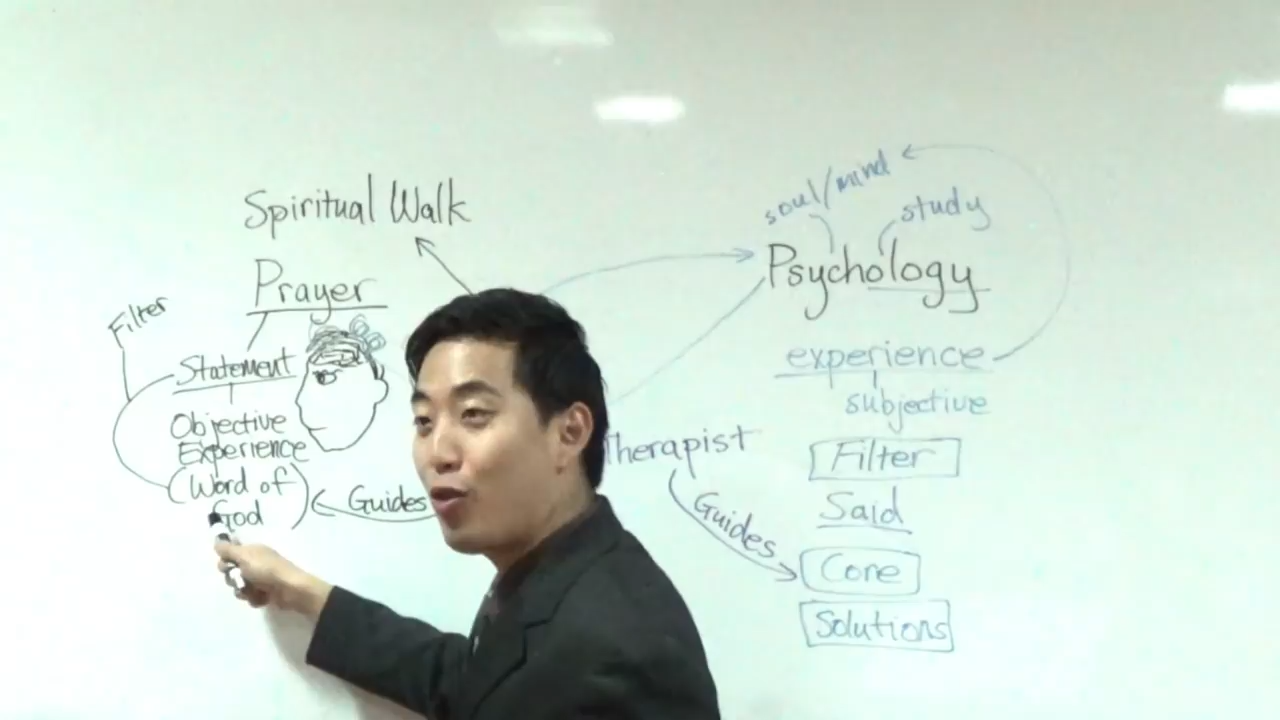 Spiritual Walk
Prayer
Filter
Statement
Objective
Experience
(Word of
God)
Guides
soul/mind
study
Psychology
experience
subjective
Therapist
Guides
Filter
Said
Core
Solutions